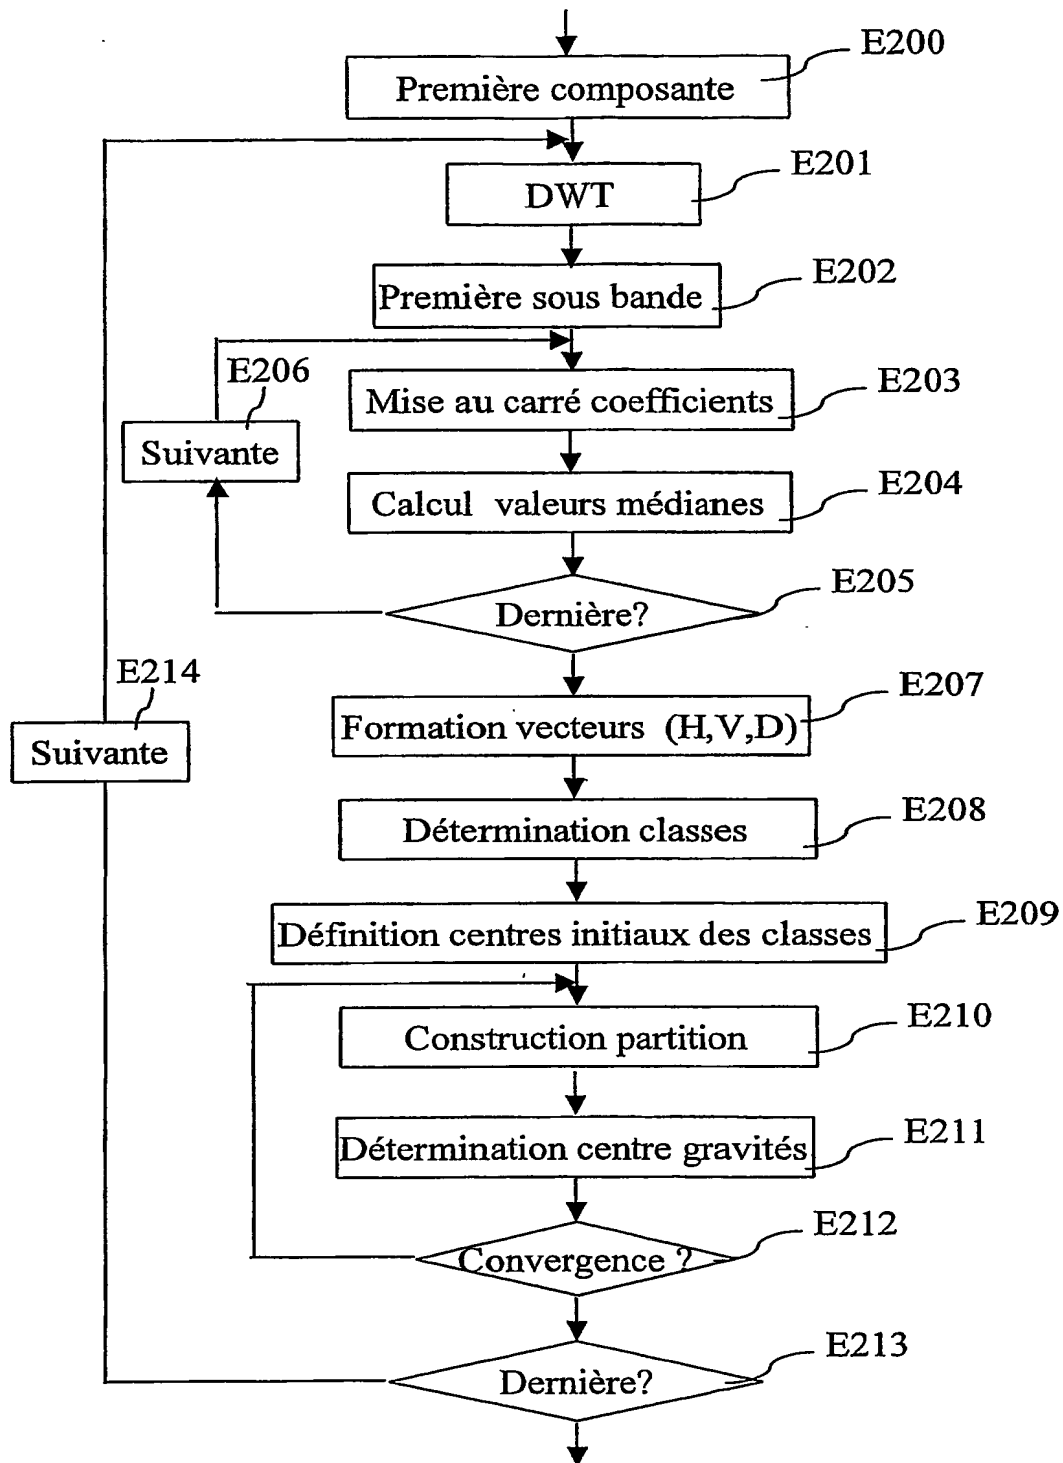 E200
Première composante
E201
DWT
E202
Première sous bande
E206
E203
Mise au carré coefficients
Suivante
E204
Calcul valeurs médianes
E205
Dernière?
E214
E207
Formation vecteurs (H,V,D)
Suivante
E208
Détermination classes
E209
Définition centres initiaux des classes
E210
Construction partition
E211
Détermination centre gravités
E212
Convergence ?
E213
Dernière?